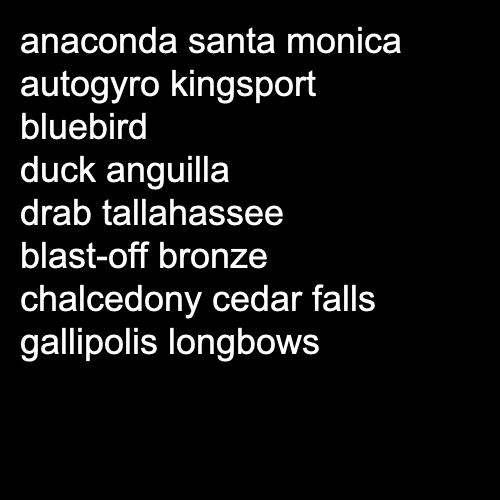 anaconda santa monica
autogyro kingsport
bluebird
duck anguilla
drab tallahassee
blast-off bronze
chalcedony cedar falls
gallipolis longbows